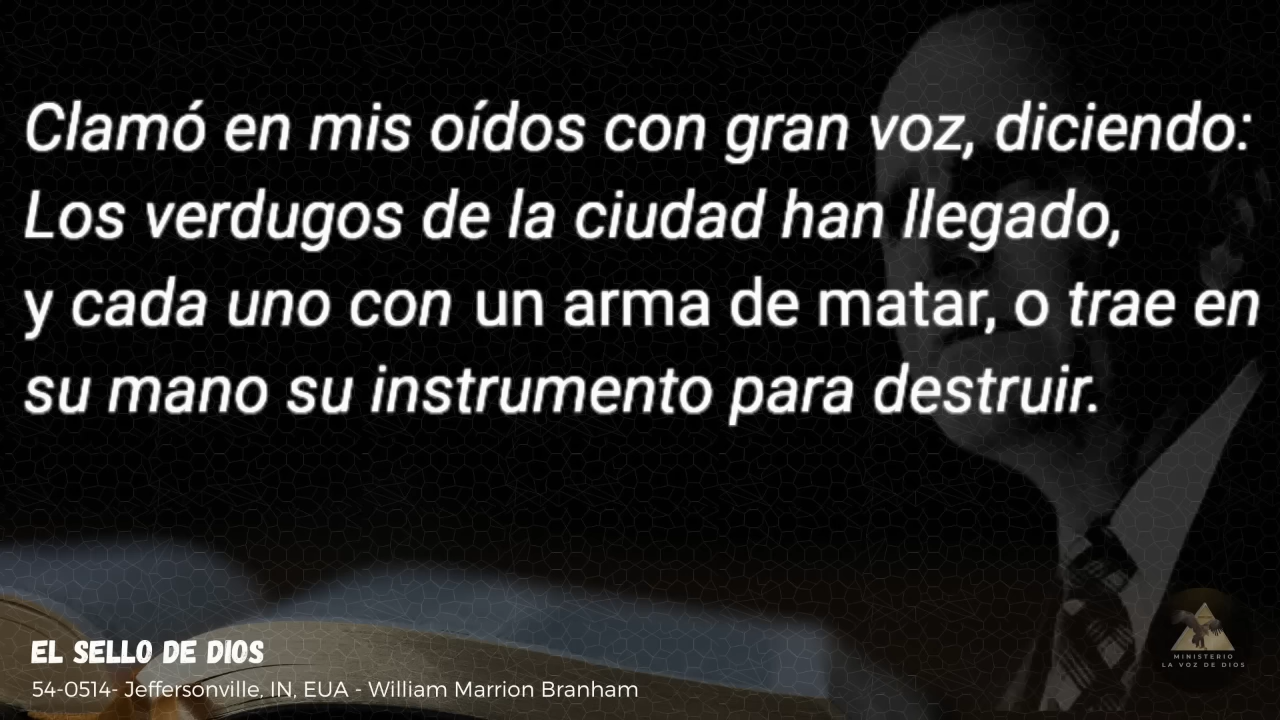 Clamó en mis oídos con gran voz, diciendo:
Los verdugos de la ciudad han llegado,
y cada uno con un arma de matar, o trae en
su mano su instrumento para destruir.
EL SELLO DE DIOS
54-0514- Jeffersonville, IN, EUA - William Marrion Branham
MINISTERIO
LA VOZ DE DIOS